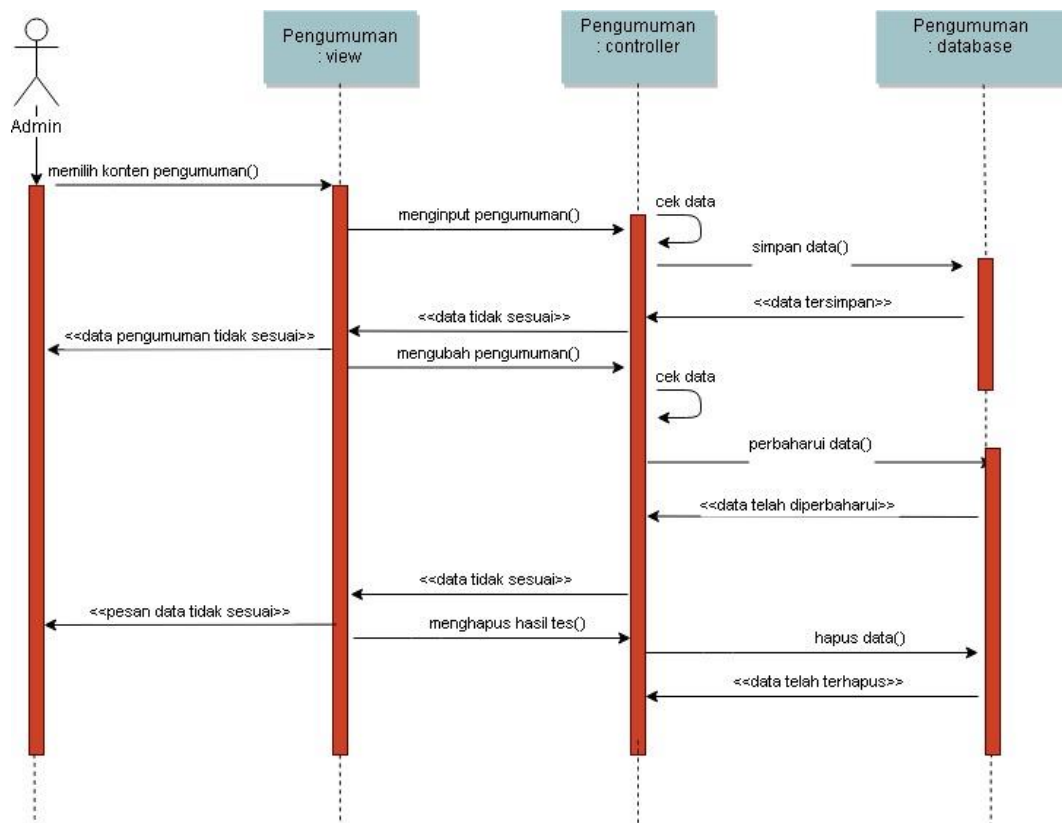 Pengumuman
: view
Pengumuman
: controller
Pengumuman
: database
Admin
memilih konten pengumuman()
menginput pengumuman()
cek data
simpan data()
<<data tersimpan>>
<<data tidak sesuai>>
<<data pengumuman tidak sesuai>>
mengubah pengumuman()
cek data
perbaharui data()
<<data telah diperbaharui>>
<<data tidak sesuai>>
<<pesan data tidak sesuai>>
menghapus hasil tes()
hapus data()
<<data telah terhapus>>